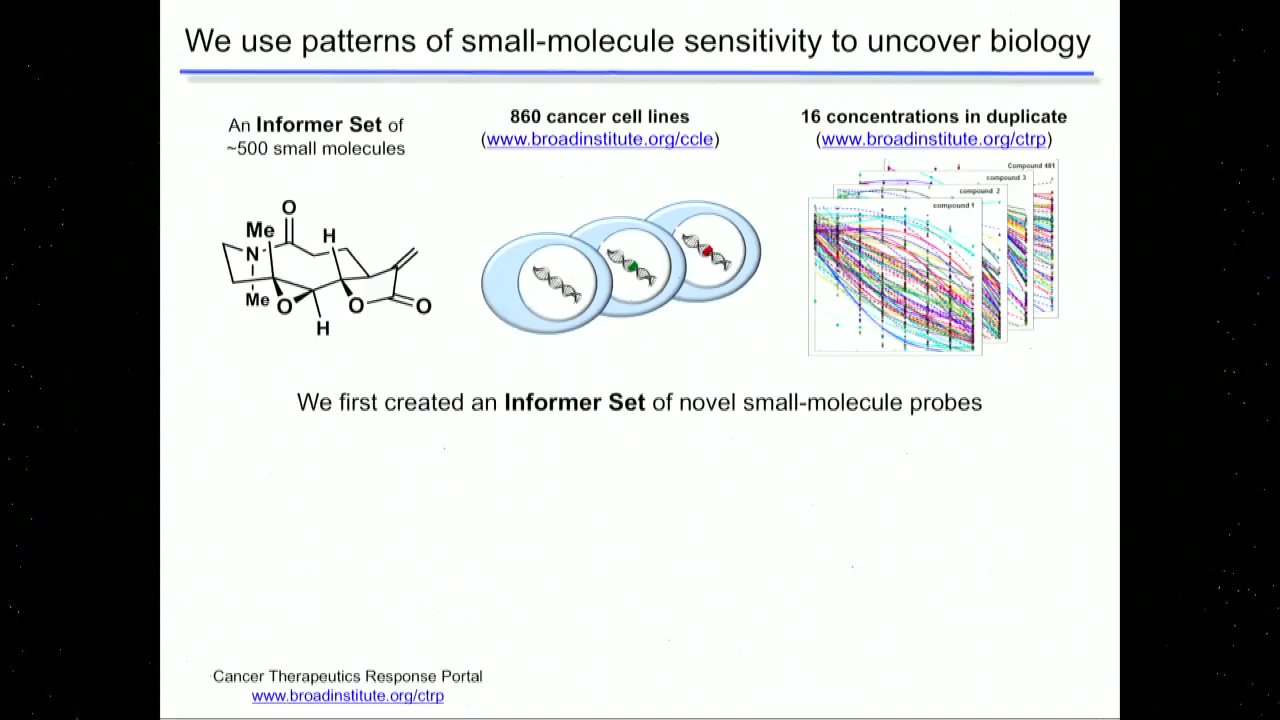 We use patterns of small-molecule sensitivity to uncover biology
An Informer Set of
~500 small molecules
860 cancer cell lines
(www.broadinstitute.org/ccle)
16 concentrations in duplicate
(www.broadinstitute.org/ctrp)
O
Me
H
N
Me
O
O
O
H
Compound 481
compound 3
compound 2
compound 1
We first created an Informer Set of novel small-molecule probes
Cancer Therapeutics Response Portal
www.broadinstitute.org/ctrp